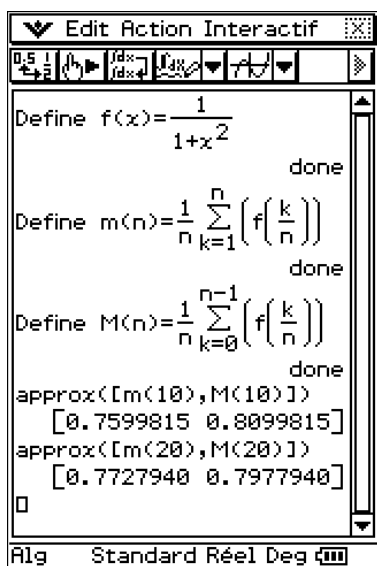 Edit Action Interactif
Define f(x)=1/(1+x^2)
done
Define m(n)=1/n ∑_{k=1}^{n}(f(k/n))
done
Define M(n)=1/n ∑_{k=0}^{n-1}(f(k/n))
done
approx([m(10),M(10)])
[0.7599815 0.8099815]
approx([m(20),M(20)])
[0.7727940 0.7977940]
Alg Standard Réel Deg